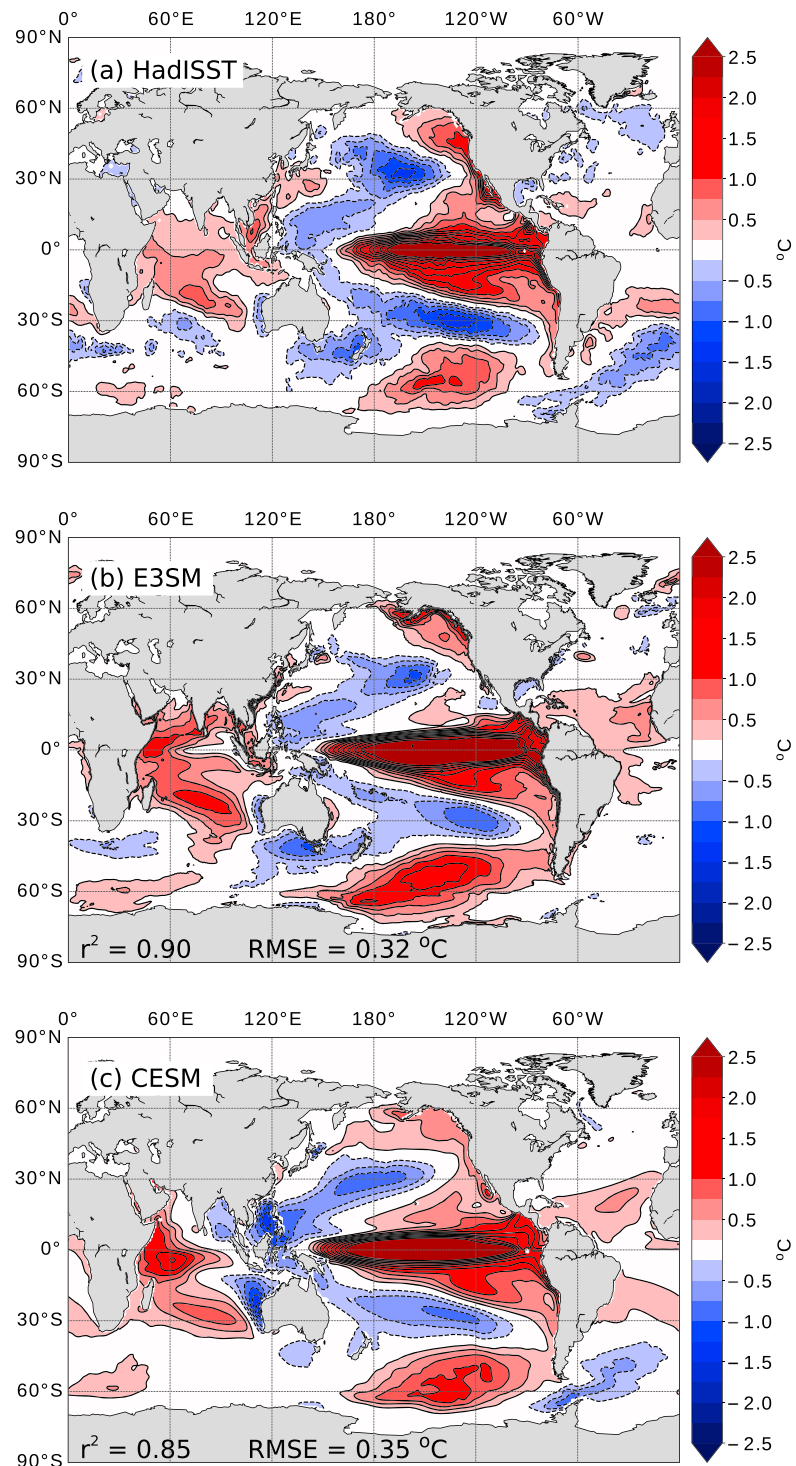 0° 60°E 120°E 180° 120°W 60°W
90°N
(a) HadISST
60°N
30°N
0°
30°S
60°S
90°S
2.5
2.0
1.5
1.0
0.5
−0.5
−1.0
−1.5
−2.0
−2.5
°C
0° 60°E 120°E 180° 120°W 60°W
90°N
(b) E3SM
60°N
30°N
0°
30°S
60°S
90°S
r² = 0.90 RMSE = 0.32 °C
2.5
2.0
1.5
1.0
0.5
−0.5
−1.0
−1.5
−2.0
−2.5
°C
0° 60°E 120°E 180° 120°W 60°W
90°N
(c) CESM
60°N
30°N
0°
30°S
60°S
90°S
r² = 0.85 RMSE = 0.35 °C
2.5
2.0
1.5
1.0
0.5
−0.5
−1.0
−1.5
−2.0
−2.5
°C